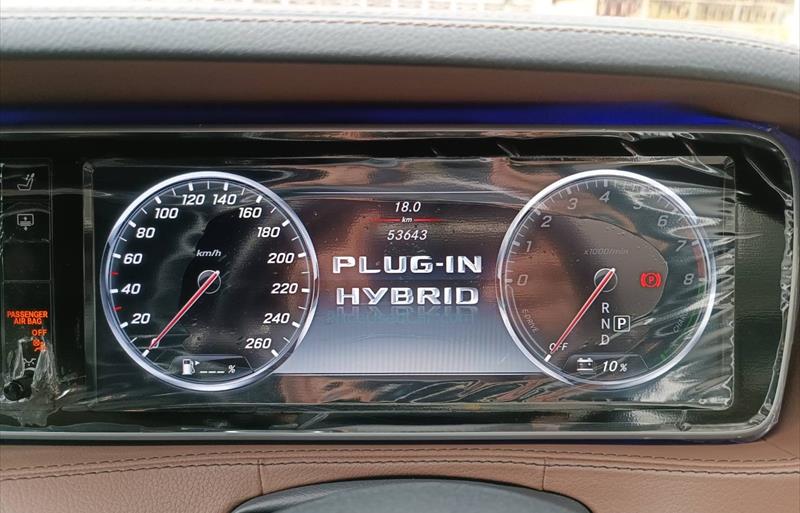 18.0
km
53643
PLUG-IN
HYBRID
km/h
20
40
60
80
100
120
140
160
180
200
220
240
260
___%
0
1
2
3
4
5
6
7
8
x1000/min
E-DRIVE
OFF
R
N P
D
CHARGE
10%
PASSENGER
AIR BAG
OFF